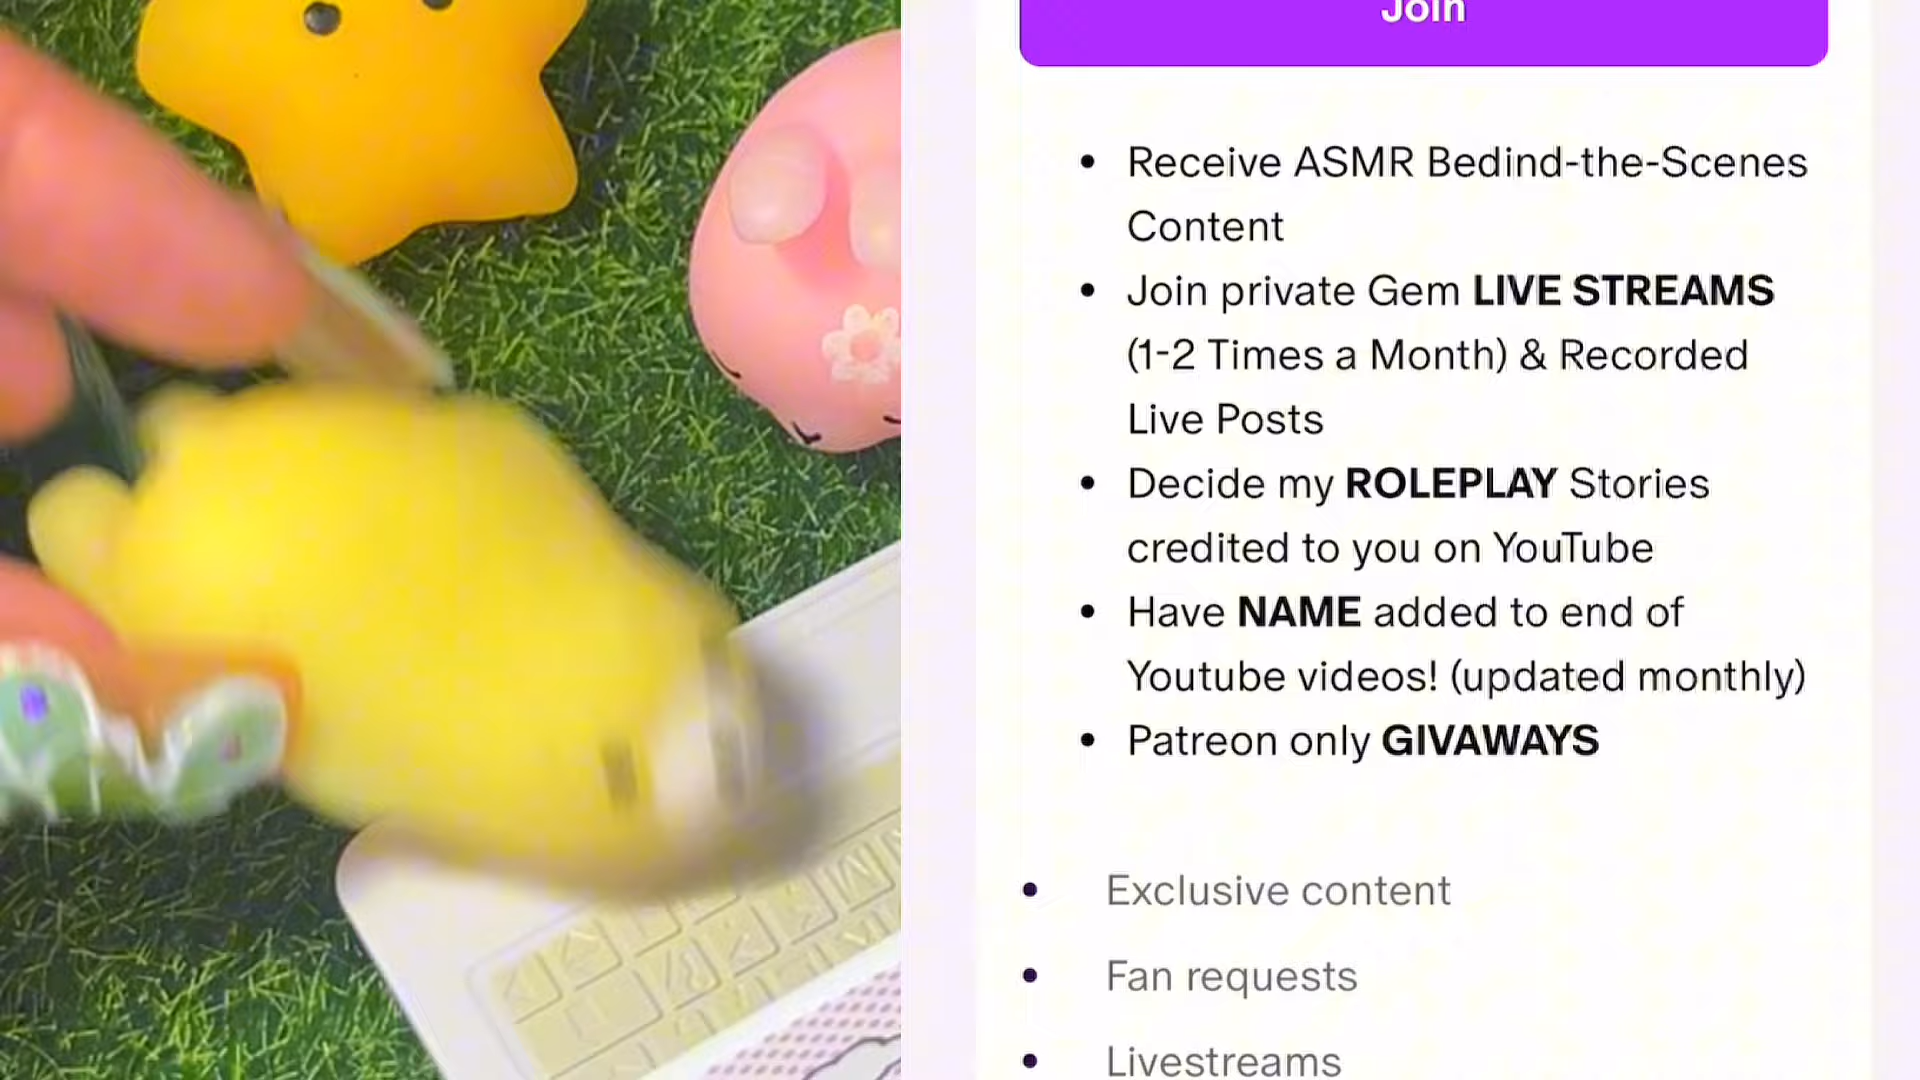 Join
• Receive ASMR Bedind-the-Scenes
Content
• Join private Gem LIVE STREAMS
(1-2 Times a Month) & Recorded
Live Posts
• Decide my ROLEPLAY Stories
credited to you on YouTube
• Have NAME added to end of
Youtube videos! (updated monthly)
• Patreon only GIVAWAYS
• Exclusive content
• Fan requests
• Livestreams